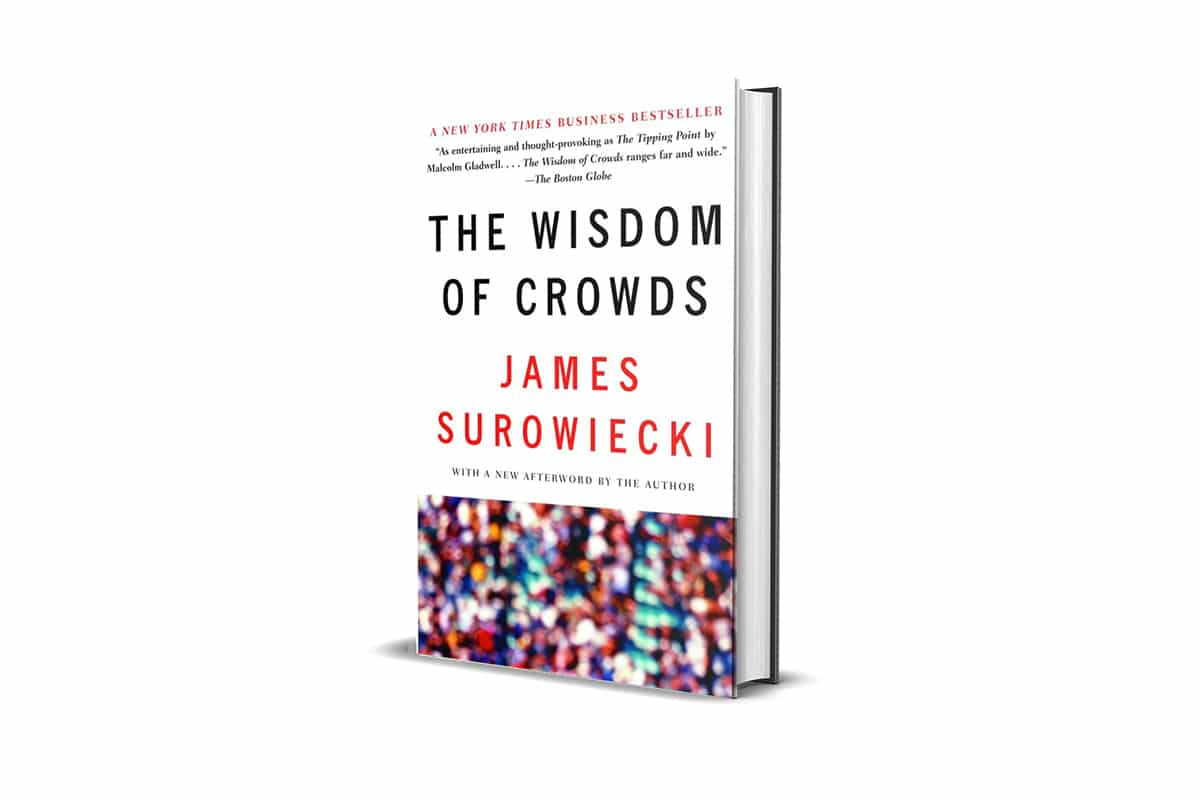 A NEW YORK TIMES BUSINESS BESTSELLER
“As entertaining and thought-provoking as The Tipping Point by
Malcolm Gladwell. . . . The Wisdom of Crowds ranges far and wide.”
—The Boston Globe
THE WISDOM
OF CROWDS
JAMES
SUROWIECKI
WITH A NEW AFTERWORD BY THE AUTHOR